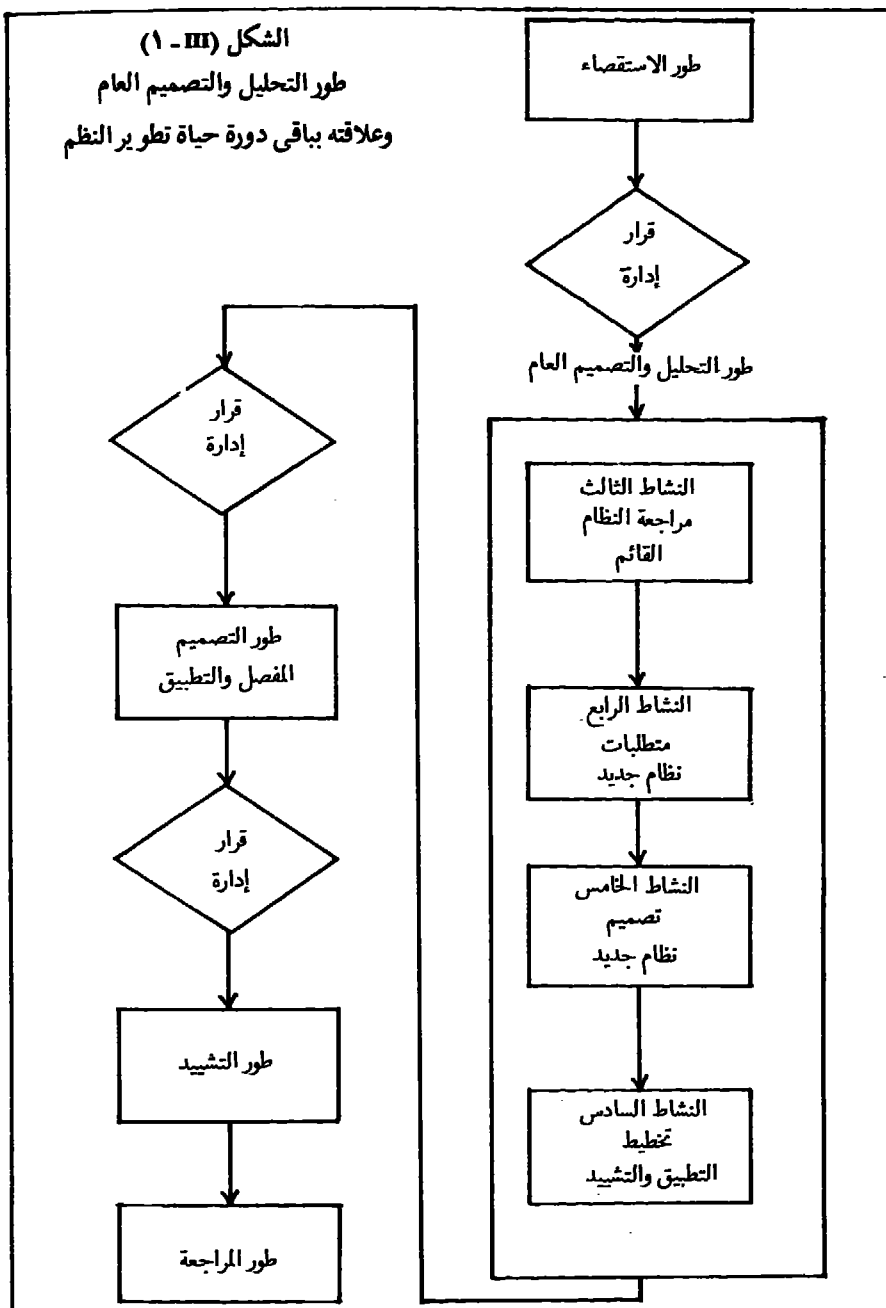 الشكل (III - ١)
طور التحليل والتصميم العام
وعلاقته بباقى دورة حياة تطوير النظم
طور الاستقصاء
قرار
إدارة
طور التحليل والتصميم العام
النشاط الثالث
مراجعة النظام
القائم
النشاط الرابع
متطلبات
نظام جديد
النشاط الخامس
تصميم
نظام جديد
النشاط السادس
تخطيط
التطبيق والتشييد
قرار
إدارة
طور التصميم
المفصل والتطبيق
قرار
إدارة
طور التشييد
طور المراجعة